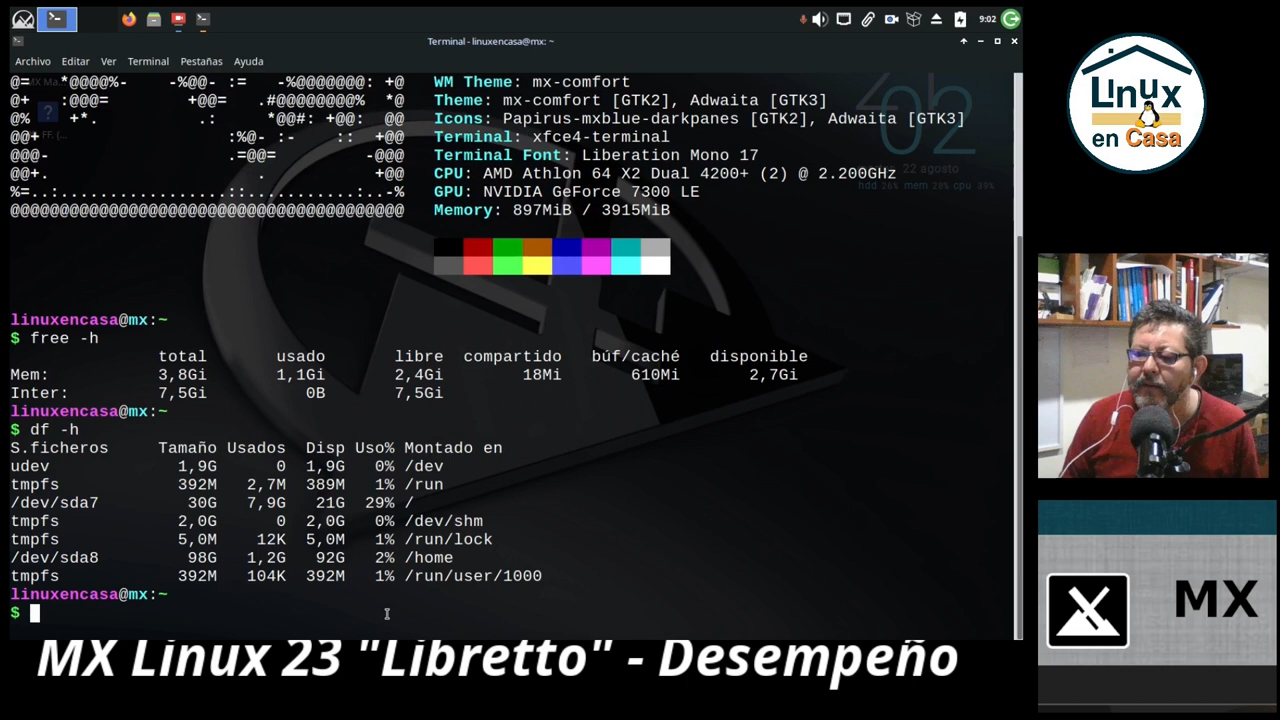 9:02
Terminal - linuxencasa@mx: ~
Archivo Editar Ver Terminal Pestañas Ayuda
@= *@@@@%- -%@@- := -%@@@@@@@: +@ WM Theme: mx-comfort
@+ :@@@= +@@= .#@@@@@@@@% *@ Theme: mx-comfort [GTK2], Adwaita [GTK3]
@% +*. .: *@@#: +@@: @@ Icons: Papirus-mxblue-darkpanes [GTK2], Adwaita [GTK3]
@@+ :%@- :- :: +@@ Terminal: xfce4-terminal
@@@- .=@@= -@@@ Terminal Font: Liberation Mono 17
@@+. . +@@ CPU: AMD Athlon 64 X2 Dual 4200+ (2) @ 2.200GHz
%=..:.............::...........:..-% GPU: NVIDIA GeForce 7300 LE
@@@@@@@@@@@@@@@@@@@@@@@@@@@@@@@@@@@@@@@@ Memory: 897MiB / 3915MiB
02
22 agosto
linuxencasa@mx:~
$ free -h
total usado libre compartido búf/caché disponible
Mem: 3,8Gi 1,1Gi 2,4Gi 18Mi 610Mi 2,7Gi
Inter: 7,5Gi 0B 7,5Gi
linuxencasa@mx:~
$ df -h
S.ficheros Tamaño Usados Disp Uso% Montado en
udev 1,9G 0 1,9G 0% /dev
tmpfs 392M 2,7M 389M 1% /run
/dev/sda7 30G 7,9G 21G 29% /
tmpfs 2,0G 0 2,0G 0% /dev/shm
tmpfs 5,0M 12K 5,0M 1% /run/lock
/dev/sda8 98G 1,2G 92G 2% /home
tmpfs 392M 104K 392M 1% /run/user/1000
linuxencasa@mx:~
$
Linux
en Casa
MX
MX Linux 23 "Libretto" - Desempeño